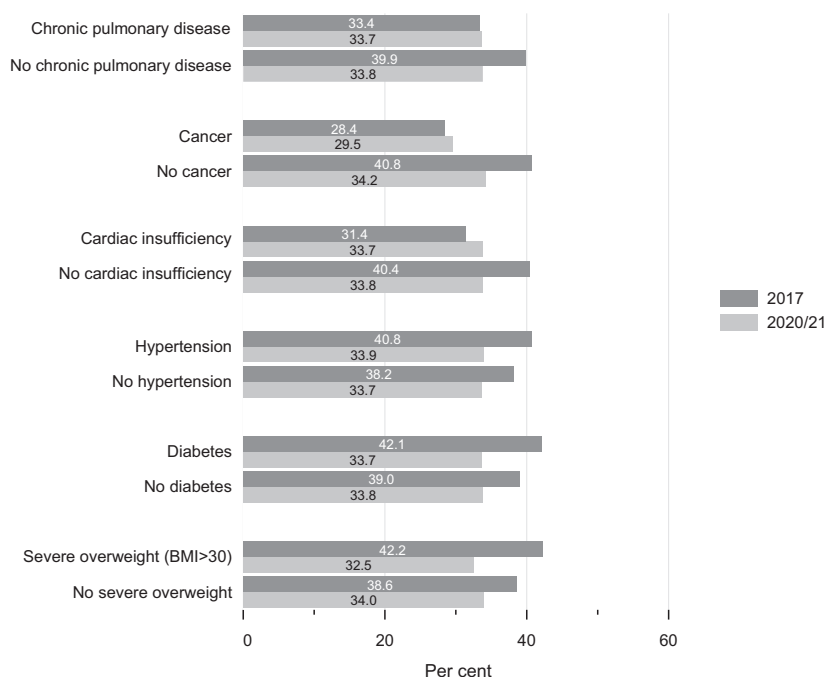 Chronic pulmonary disease
33.4
33.7
No chronic pulmonary disease
39.9
33.8
Cancer
28.4
29.5
No cancer
40.8
34.2
Cardiac insufficiency
31.4
33.7
No cardiac insufficiency
40.4
33.8
Hypertension
40.8
33.9
No hypertension
38.2
33.7
Diabetes
42.1
33.7
No diabetes
39.0
33.8
Severe overweight (BMI>30)
42.2
32.5
No severe overweight
38.6
34.0
0 20 40 60
Per cent
2017
2020/21